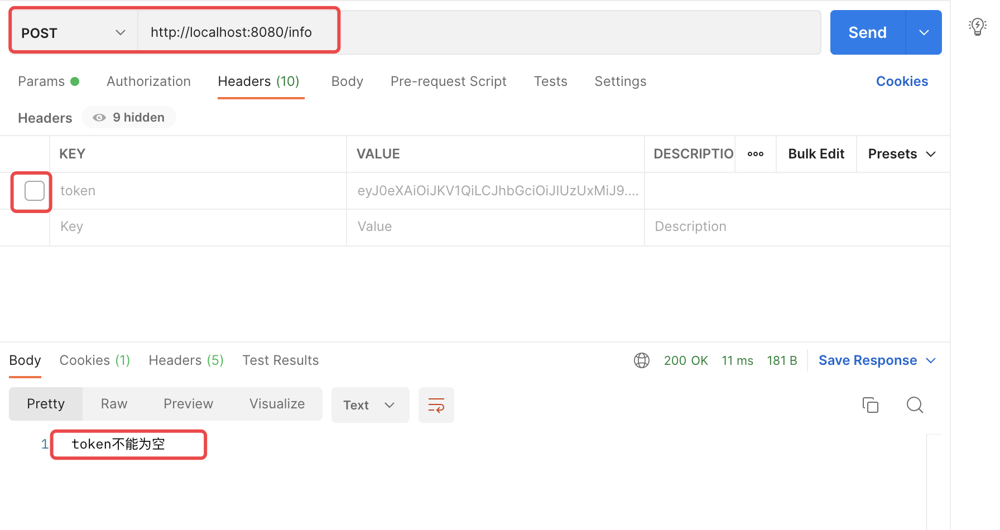 POST http://localhost:8080/info Send
Params Authorization Headers (10) Body Pre-request Script Tests Settings Cookies
Headers 9 hidden
KEY VALUE DESCRIPTIO ooo Bulk Edit Presets
token eyJ0eXAiOiJKV1QiLCJhbGciOiJIUzUxMiJ9....
Key Value Description
Body Cookies (1) Headers (5) Test Results 200 OK 11 ms 181 B Save Response
Pretty Raw Preview Visualize Text
1 token不能为空